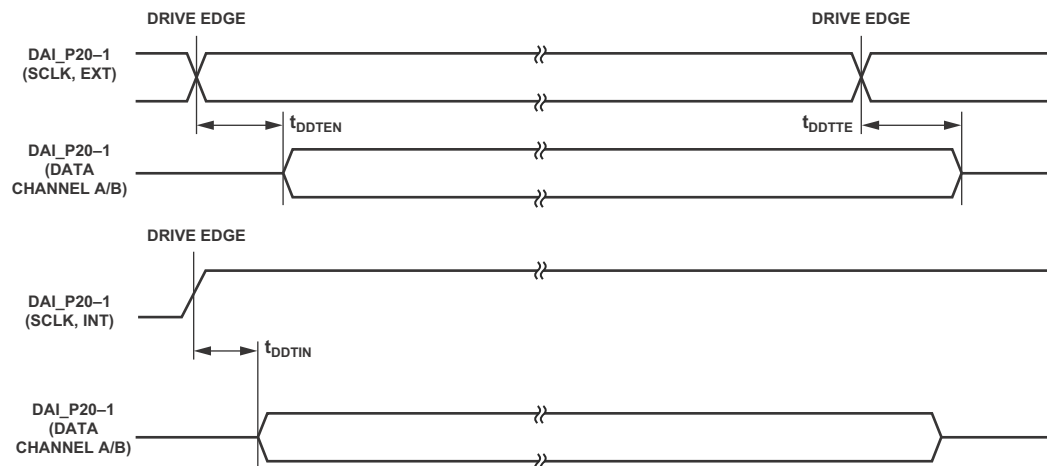 DRIVE EDGE
DRIVE EDGE
DAI_P20–1
(SCLK, EXT)
tDDTEN
tDDTTE
DAI_P20–1
(DATA
CHANNEL A/B)
DRIVE EDGE
DAI_P20–1
(SCLK, INT)
tDDTIN
DAI_P20–1
(DATA
CHANNEL A/B)